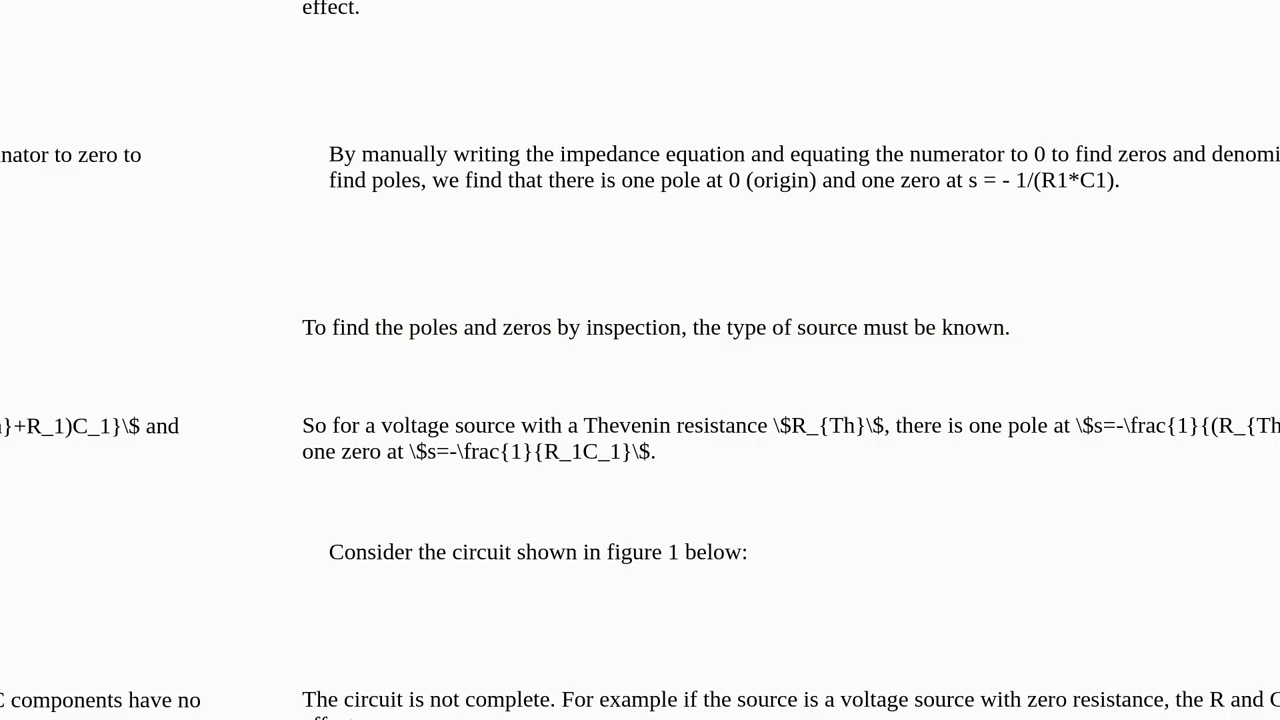 effect.
nator to zero to
By manually writing the impedance equation and equating the numerator to 0 to find zeros and denomi
find poles, we find that there is one pole at 0 (origin) and one zero at s = - 1/(R1*C1).
To find the poles and zeros by inspection, the type of source must be known.
}+R_1)C_1}\$ and
So for a voltage source with a Thevenin resistance \$R_{Th}\$, there is one pole at \$s=-\frac{1}{(R_{Th
one zero at \$s=-\frac{1}{R_1C_1}\$.
Consider the circuit shown in figure 1 below:
C components have no
The circuit is not complete. For example if the source is a voltage source with zero resistance, the R and C